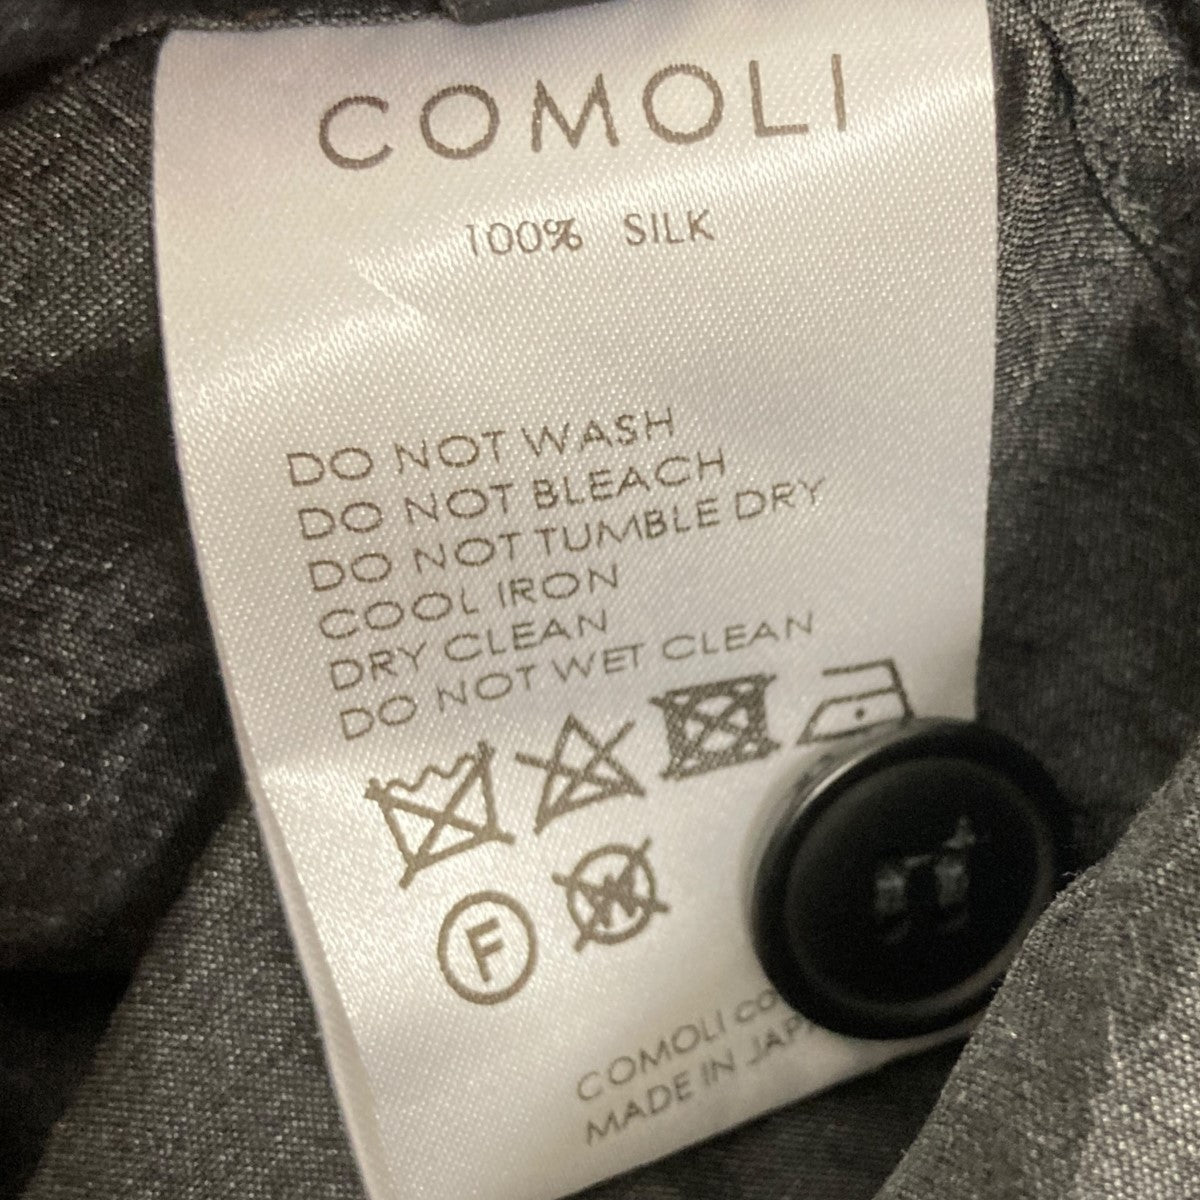 COMOLI
100% SILK
DO NOT WASH
DO NOT BLEACH
DO NOT TUMBLE DRY
COOL IRON
DRY CLEAN
DO NOT WET CLEAN
F W
COMOLI
MADE IN